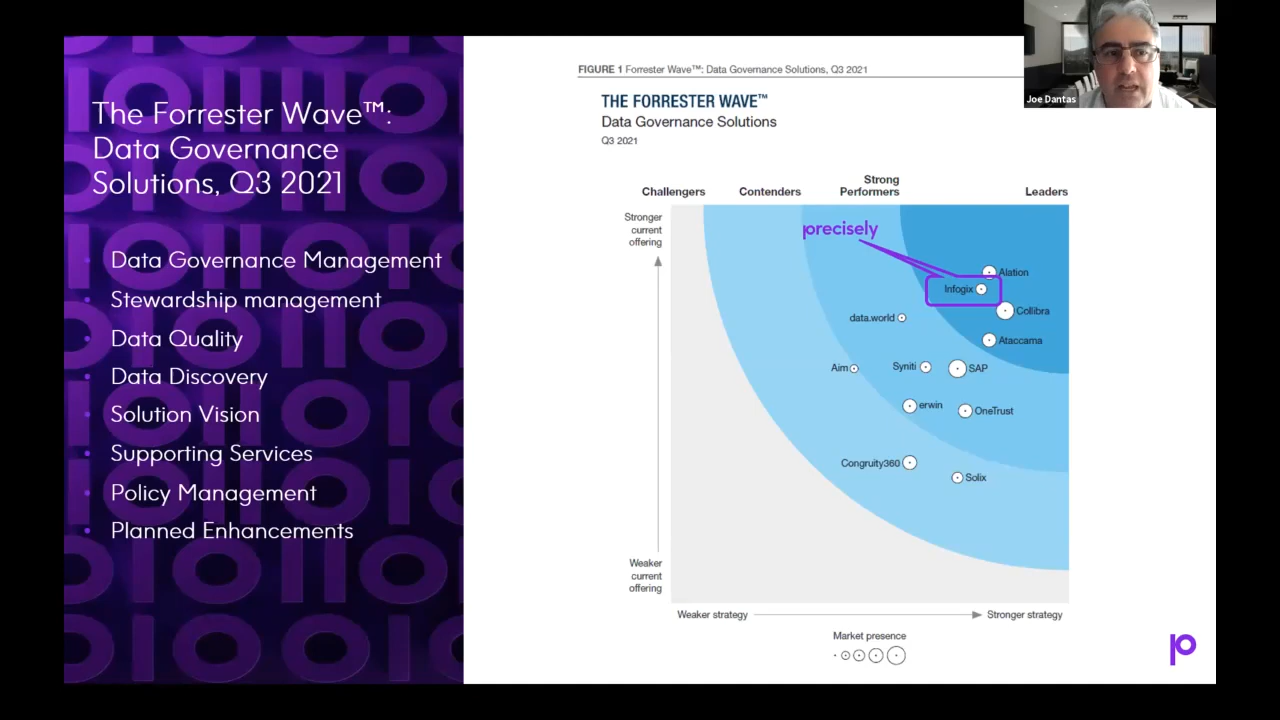 The Forrester Wave™:
Data Governance
Solutions, Q3 2021
Data Governance Management
Stewardship management
Data Quality
Data Discovery
Solution Vision
Supporting Services
Policy Management
Planned Enhancements
FIGURE 1 Forrester Wave™: Data Governance Solutions, Q3 2021
THE FORRESTER WAVE™
Data Governance Solutions
Q3 2021
Challengers
Contenders
Strong
Performers
Leaders
Stronger
current
offering
precisely
Alation
Infogix
Collibra
data.world
Ataccama
Aim
Syniti
SAP
erwin
OneTrust
Congruity360
Solix
Weaker
current
offering
Weaker strategy
Stronger strategy
Market presence
Joe Dantas
p